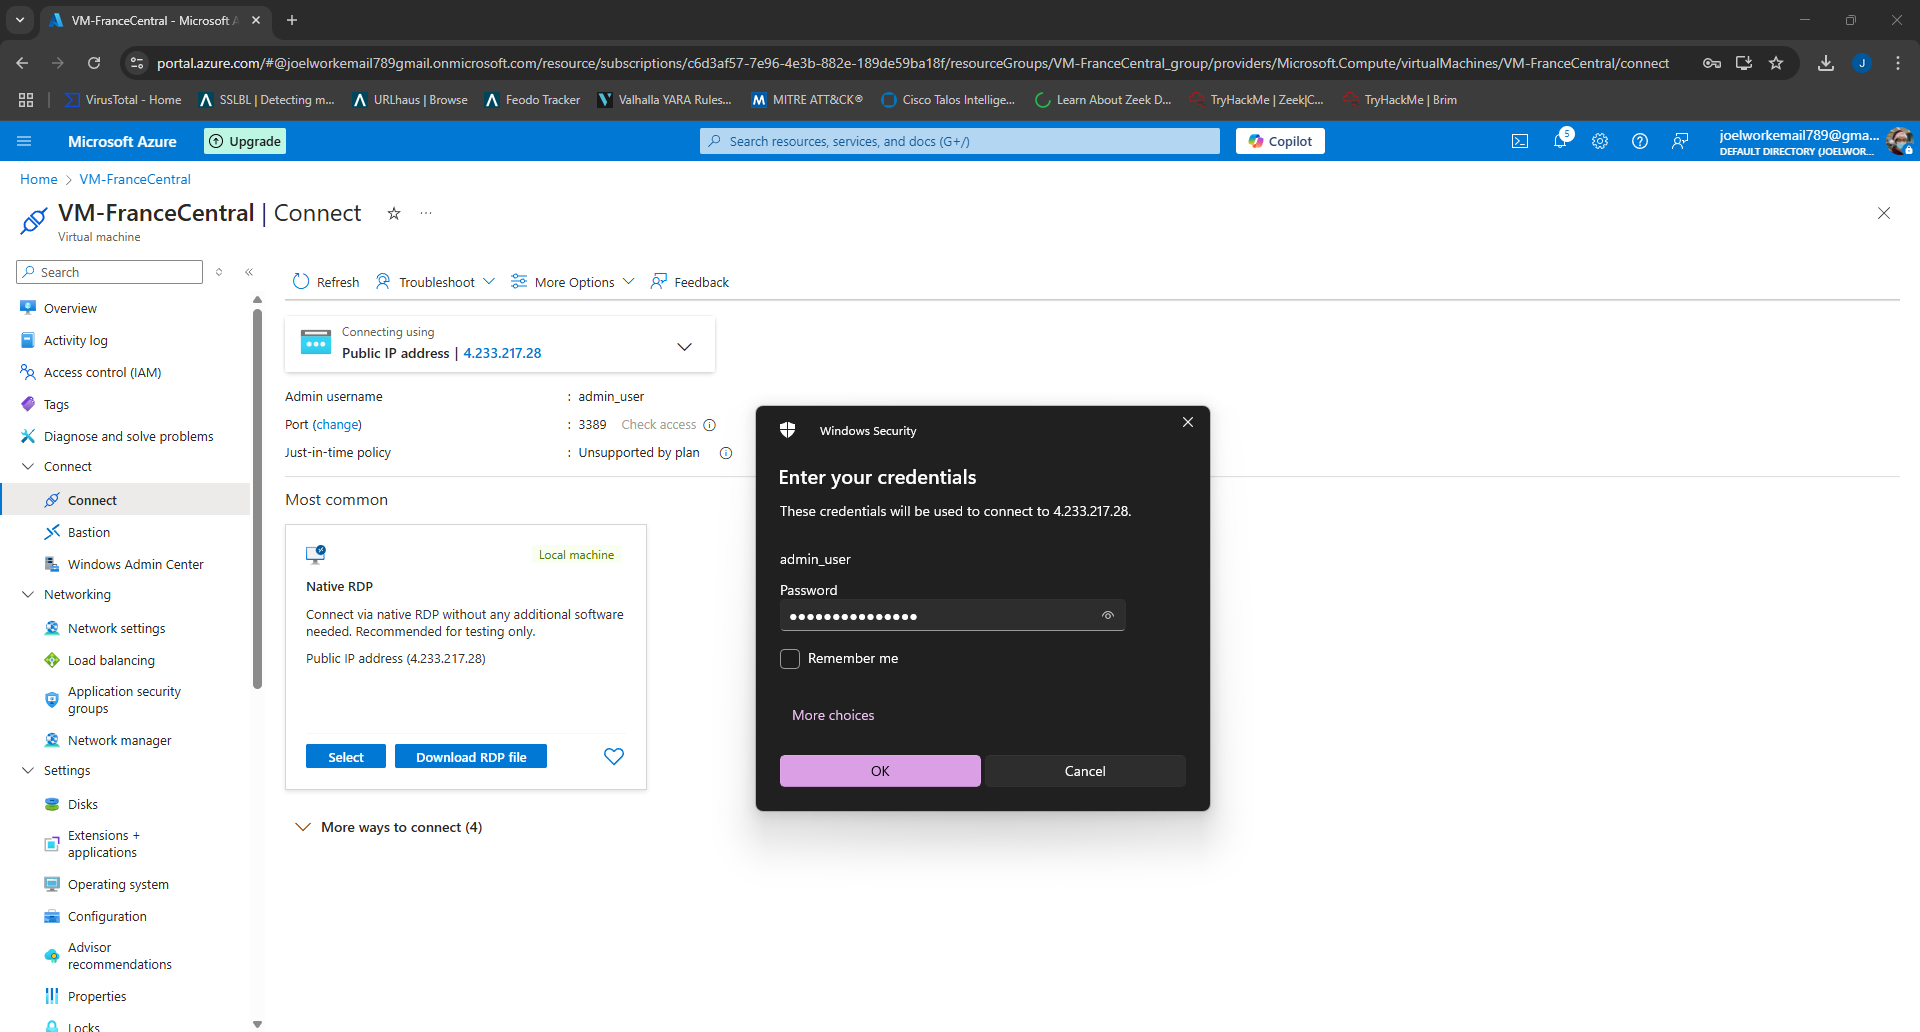 VM-FranceCentral - Microsoft A
portal.azure.com/#@joelworkemail789gmail.onmicrosoft.com/resource/subscriptions/c6d3af57-7e96-4e3b-882e-189de59ba18f/resourceGroups/VM-FranceCentral_group/providers/Microsoft.Compute/virtualMachines/VM-FranceCentral/connect
J
VirusTotal - Home
SSLBL | Detecting m...
URLhaus | Browse
Feodo Tracker
Valhalla YARA Rules...
MITRE ATT&CK®
Cisco Talos Intellige...
Learn About Zeek D...
TryHackMe | Zeek|C...
TryHackMe | Brim
Microsoft Azure
Upgrade
Search resources, services, and docs (G+/)
Copilot
5
joelworkemail789@gma...
DEFAULT DIRECTORY (JOELWOR...
Home > VM-FranceCentral
VM-FranceCentral | Connect
Virtual machine
Search
Overview
Activity log
Access control (IAM)
Tags
Diagnose and solve problems
Connect
Connect
Bastion
Windows Admin Center
Networking
Network settings
Load balancing
Application security
groups
Network manager
Settings
Disks
Extensions +
applications
Operating system
Configuration
Advisor
recommendations
Properties
Locks
Refresh
Troubleshoot
More Options
Feedback
Connecting using
Public IP address | 4.233.217.28
Admin username : admin_user
Port (change) : 3389 Check access
Just-in-time policy : Unsupported by plan
Most common
Local machine
Native RDP
Connect via native RDP without any additional software
needed. Recommended for testing only.
Public IP address (4.233.217.28)
Select
Download RDP file
More ways to connect (4)
Windows Security
Enter your credentials
These credentials will be used to connect to 4.233.217.28.
admin_user
Password
●●●●●●●●●●●●●●●
Remember me
More choices
OK
Cancel